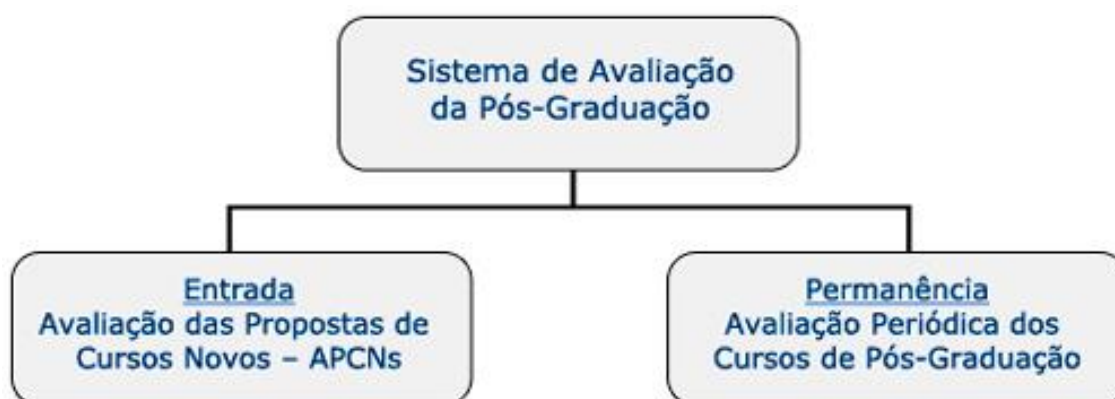 Sistema de Avaliação
da Pós-Graduação
Entrada
Avaliação das Propostas de
Cursos Novos – APCNs
Permanência
Avaliação Periódica dos
Cursos de Pós-Graduação